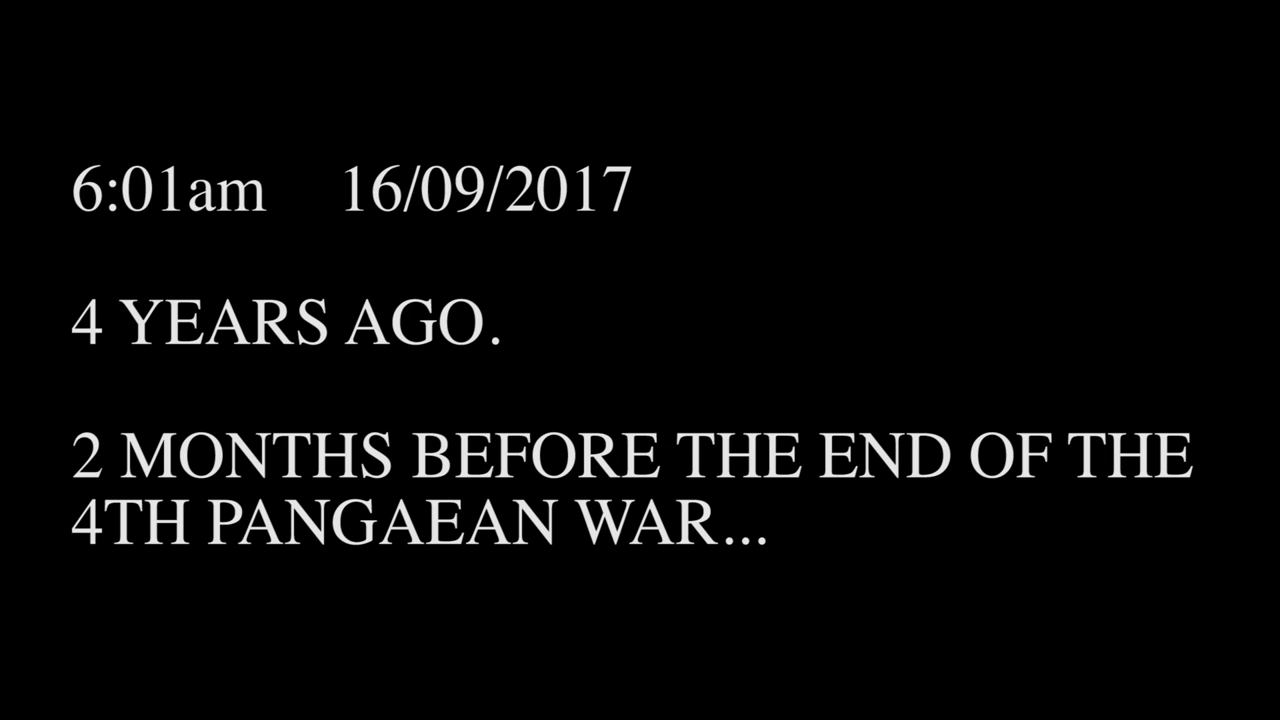 6:01am 16/09/2017
4 YEARS AGO.
2 MONTHS BEFORE THE END OF THE
4TH PANGAEAN WAR...